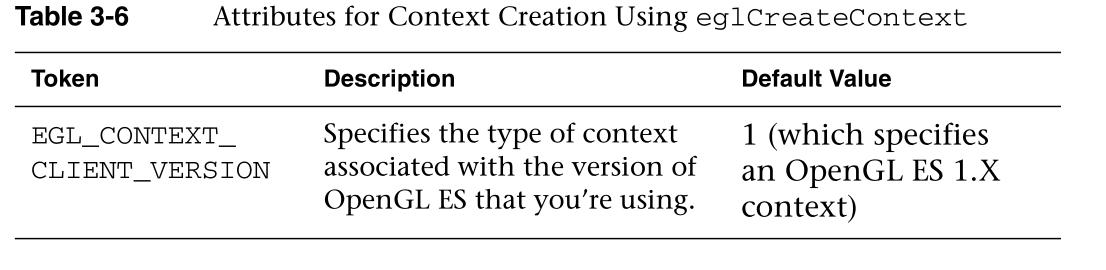 Table 3-6 Attributes for Context Creation Using eglCreateContext
Token Description Default Value
EGL_CONTEXT_ Specifies the type of context 1 (which specifies
CLIENT_VERSION associated with the version of an OpenGL ES 1.X
OpenGL ES that you're using. context)